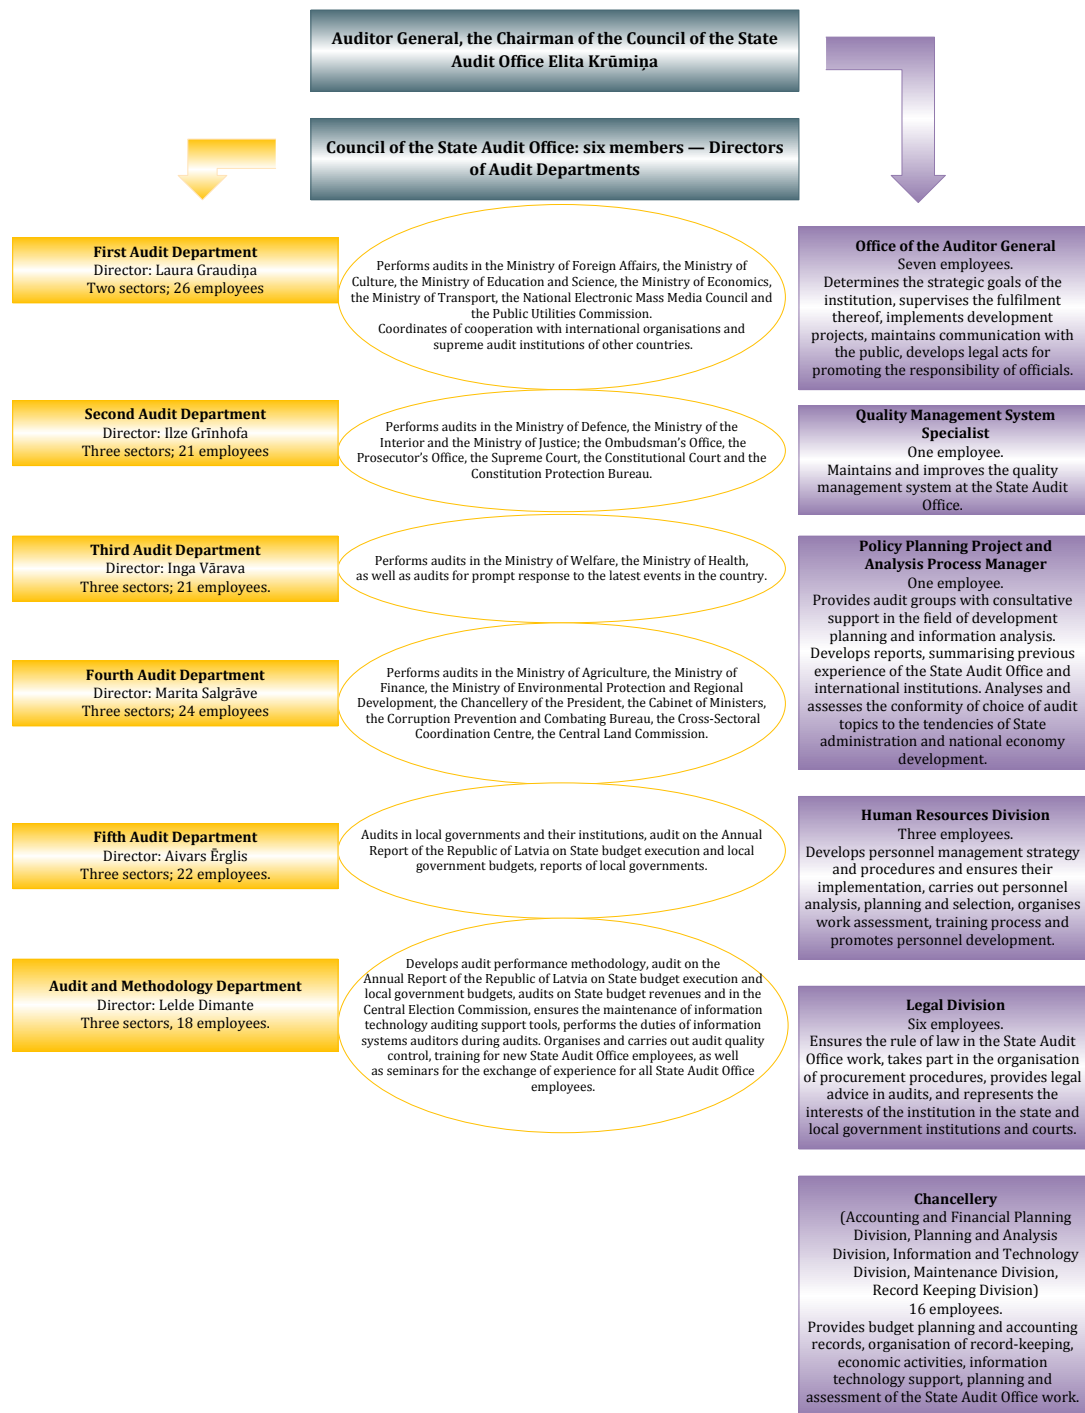 Auditor General, the Chairman of the Council of the State
Audit Office Elita Krūmiņa
Council of the State Audit Office: six members — Directors
of Audit Departments
First Audit Department
Director: Laura Graudiņa
Two sectors; 26 employees
Performs audits in the Ministry of Foreign Affairs, the Ministry of
Culture, the Ministry of Education and Science, the Ministry of Economics,
the Ministry of Transport, the National Electronic Mass Media Council and
the Public Utilities Commission.
Coordinates of cooperation with international organisations and
supreme audit institutions of other countries.
Second Audit Department
Director: Ilze Grīnhofa
Three sectors; 21 employees
Performs audits in the Ministry of Defence, the Ministry of the
Interior and the Ministry of Justice; the Ombudsman's Office, the
Prosecutor's Office, the Supreme Court, the Constitutional Court and the
Constitution Protection Bureau.
Third Audit Department
Director: Inga Vārava
Three sectors; 21 employees.
Performs audits in the Ministry of Welfare, the Ministry of Health,
as well as audits for prompt response to the latest events in the country.
Fourth Audit Department
Director: Marita Salgrāve
Three sectors; 24 employees
Performs audits in the Ministry of Agriculture, the Ministry of
Finance, the Ministry of Environmental Protection and Regional
Development, the Chancellery of the President, the Cabinet of Ministers,
the Corruption Prevention and Combating Bureau, the Cross-Sectoral
Coordination Centre, the Central Land Commission.
Fifth Audit Department
Director: Aivars Ērglis
Three sectors; 22 employees.
Audits in local governments and their institutions, audit on the Annual
Report of the Republic of Latvia on State budget execution and local
government budgets, reports of local governments.
Audit and Methodology Department
Director: Lelde Dimante
Three sectors, 18 employees.
Develops audit performance methodology, audit on the
Annual Report of the Republic of Latvia on State budget execution and
local government budgets, audits on State budget revenues and in the
Central Election Commission, ensures the maintenance of information
technology auditing support tools, performs the duties of information
systems auditors during audits. Organises and carries out audit quality
control, training for new State Audit Office employees, as well
as seminars for the exchange of experience for all State Audit Office
employees.
Office of the Auditor General
Seven employees.
Determines the strategic goals of the
institution, supervises the fulfilment
thereof, implements development
projects, maintains communication with
the public, develops legal acts for
promoting the responsibility of officials.
Quality Management System
Specialist
One employee.
Maintains and improves the quality
management system at the State Audit
Office.
Policy Planning Project and
Analysis Process Manager
One employee.
Provides audit groups with consultative
support in the field of development
planning and information analysis.
Develops reports, summarising previous
experience of the State Audit Office and
international institutions. Analyses and
assesses the conformity of choice of audit
topics to the tendencies of State
administration and national economy
development.
Human Resources Division
Three employees.
Develops personnel management strategy
and procedures and ensures their
implementation, carries out personnel
analysis, planning and selection, organises
work assessment, training process and
promotes personnel development.
Legal Division
Six employees.
Ensures the rule of law in the State Audit
Office work, takes part in the organisation
of procurement procedures, provides legal
advice in audits, and represents the
interests of the institution in the state and
local government institutions and courts.
Chancellery
(Accounting and Financial Planning
Division, Planning and Analysis
Division, Information and Technology
Division, Maintenance Division,
Record Keeping Division)
16 employees.
Provides budget planning and accounting
records, organisation of record-keeping,
economic activities, information
technology support, planning and
assessment of the State Audit Office work.